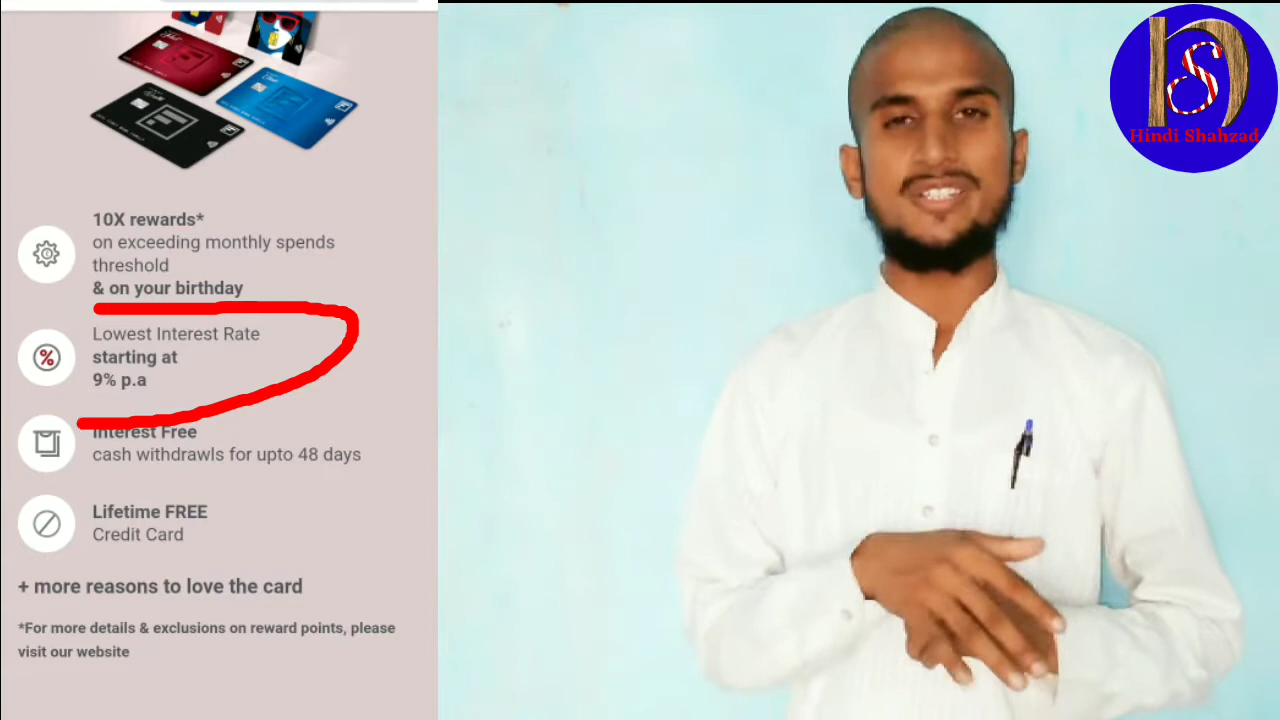 10X rewards*
on exceeding monthly spends
threshold
& on your birthday
Lowest Interest Rate
starting at
9% p.a
Interest Free
cash withdrawls for upto 48 days
Lifetime FREE
Credit Card
+ more reasons to love the card
*For more details & exclusions on reward points, please
visit our website
Hindi Shahzad